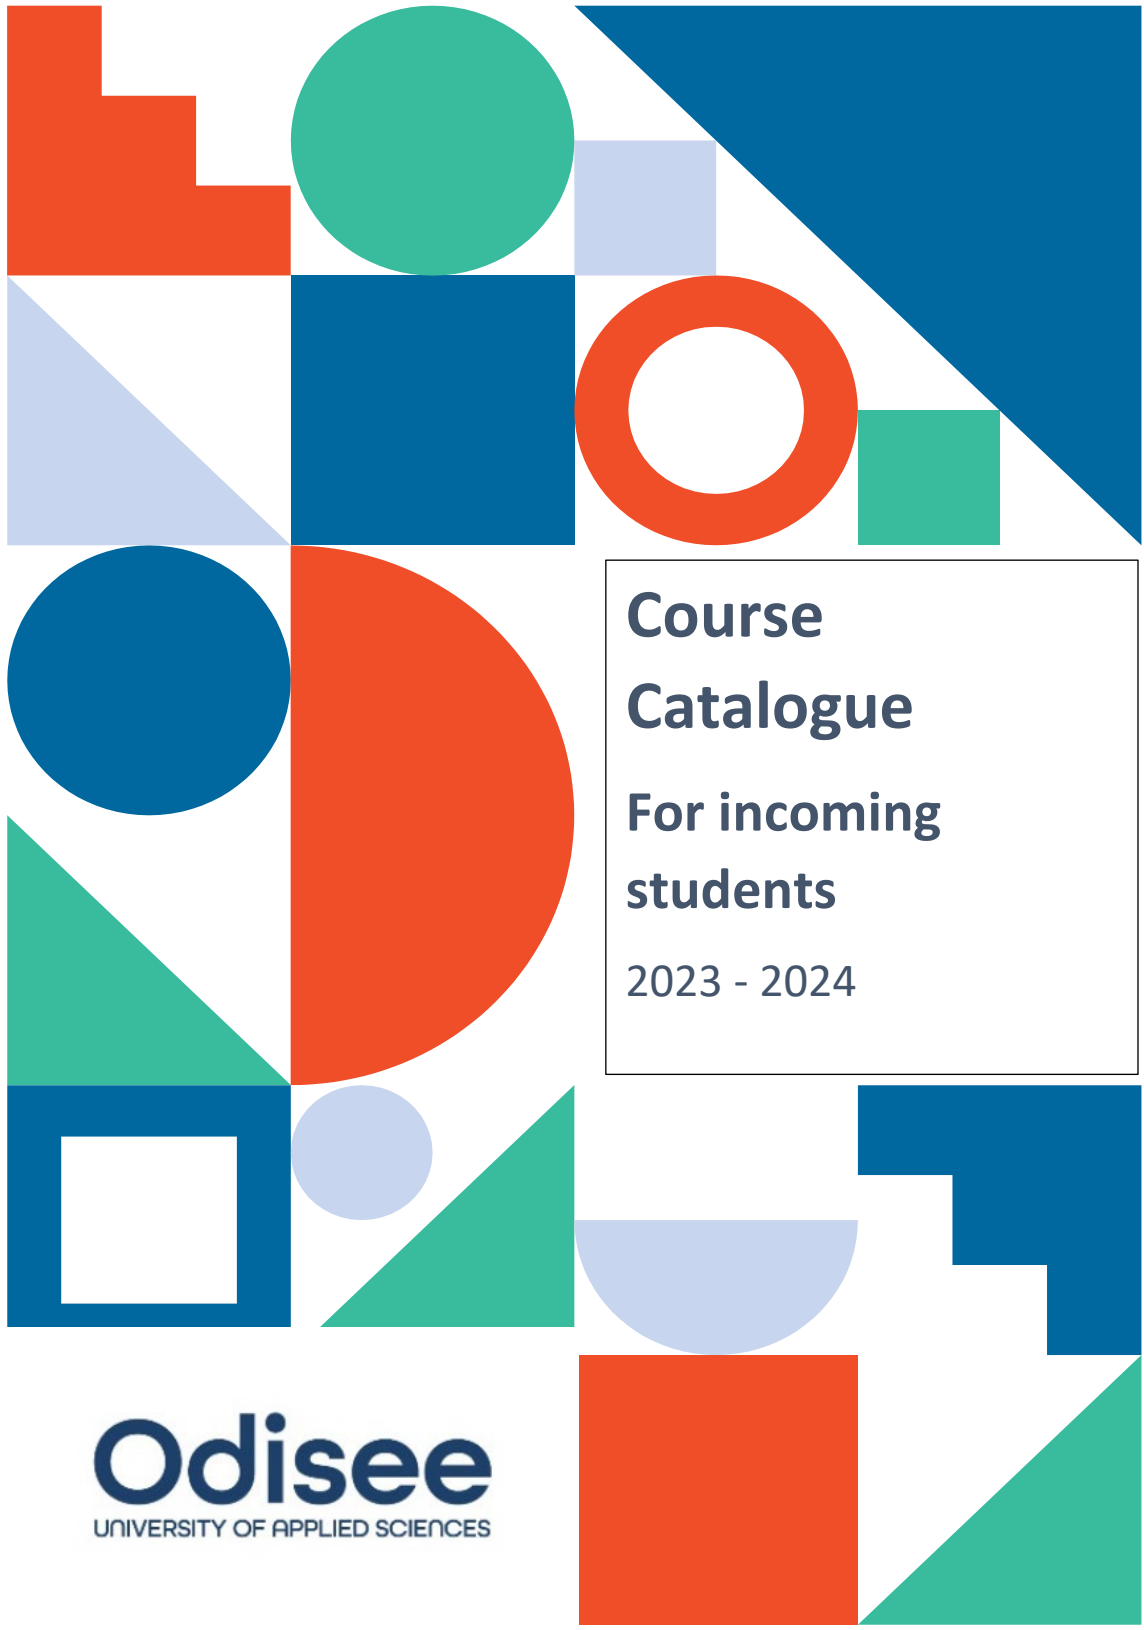 Course
Catalogue
For incoming
students
2023 - 2024
Odisee
UNIVERSITY OF APPLIED SCIENCES